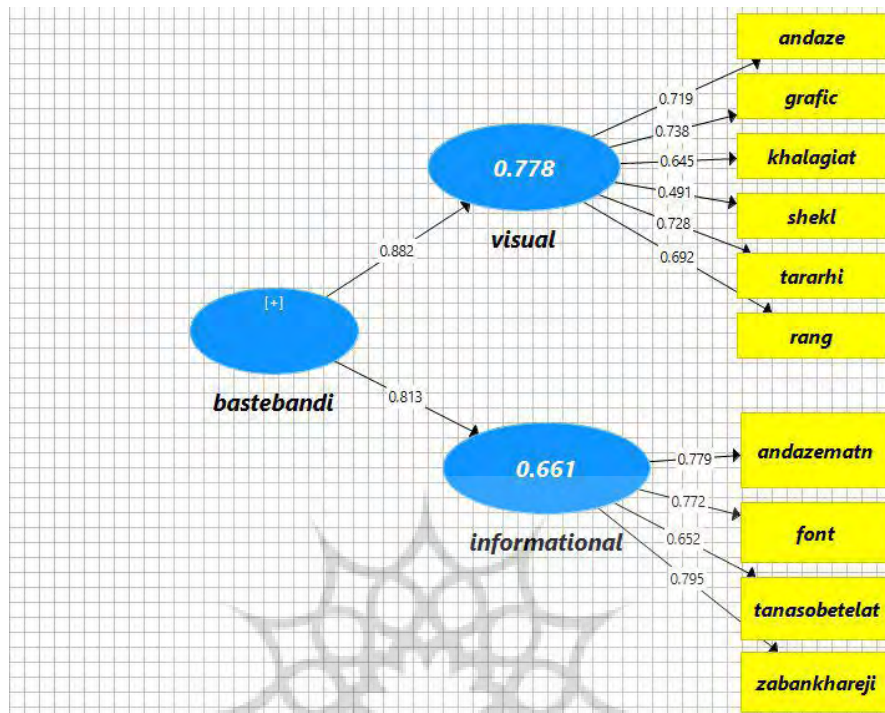 andaze
0.719
grafic
0.738
0.778
khalagiat
0.645
0.491
shekl
0.728
visual
0.692
tararhi
0.882
[+]
rang
bastebandi
0.813
andazematn
0.779
0.661
0.772
font
informational
0.652
0.795
tanasobetelat
zabankhareji